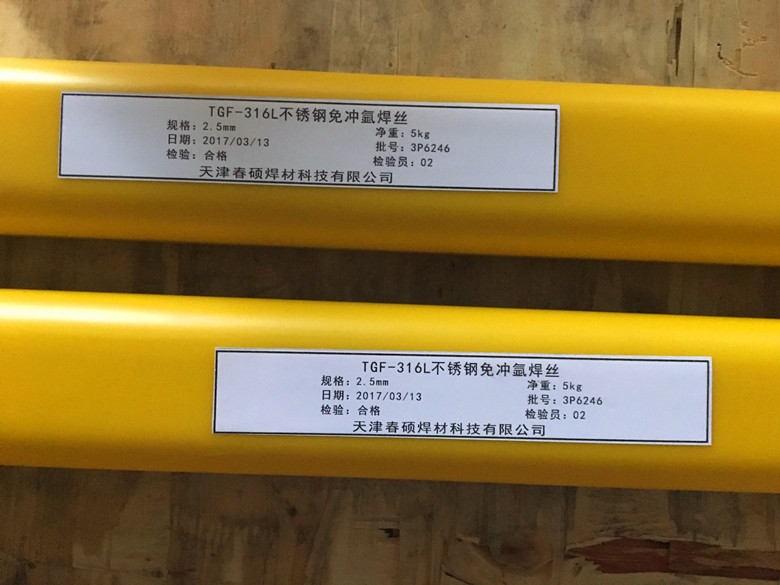 TGF-316L不锈钢免冲氩焊丝
规格：2.5mm 净重：5kg
日期：2017/03/13 批号：3P6246
检验：合格 检验员：02
天津春硕焊材科技有限公司
TGF-316L不锈钢免冲氩焊丝
规格：2.5mm 净重：5kg
日期：2017/03/13 批号：3P6246
检验：合格 检验员：02
天津春硕焊材科技有限公司